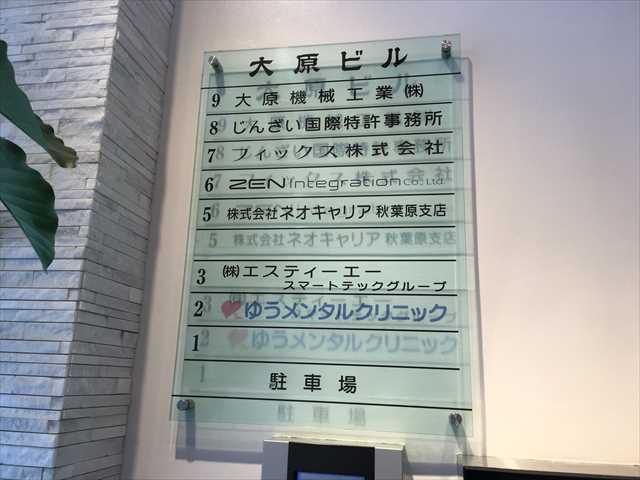 大原ビル
9 大原機械工業㈱
8 じんざい国際特許事務所
7 フィックス株式会社
6 ZEN integration Co., Ltd.
5 株式会社ネオキャリア 秋葉原支店
3 ㈱エスティーエー
スマートテックグループ
2 ゆうメンタルクリニック
1
駐車場